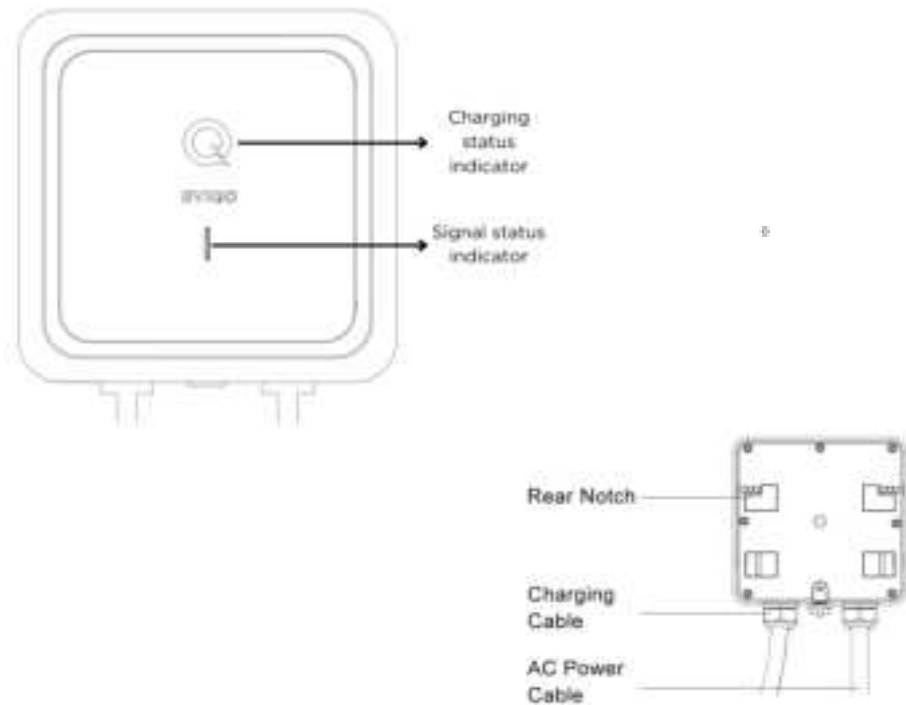 Charging
status
indicator
Signal status
indicator
Rear Notch
Charging
Cable
AC Power
Cable